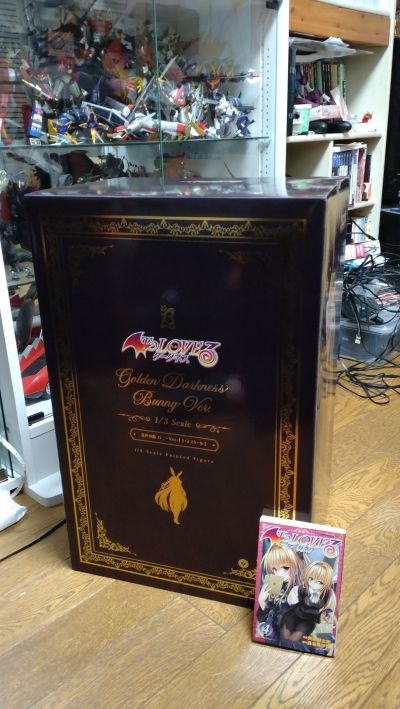 To LOVEる
ダークネス
Golden Darkness
Bunny Ver.
1/3 Scale
1/3 Scale Painted Figure
To LOVEる
ダークネス
4